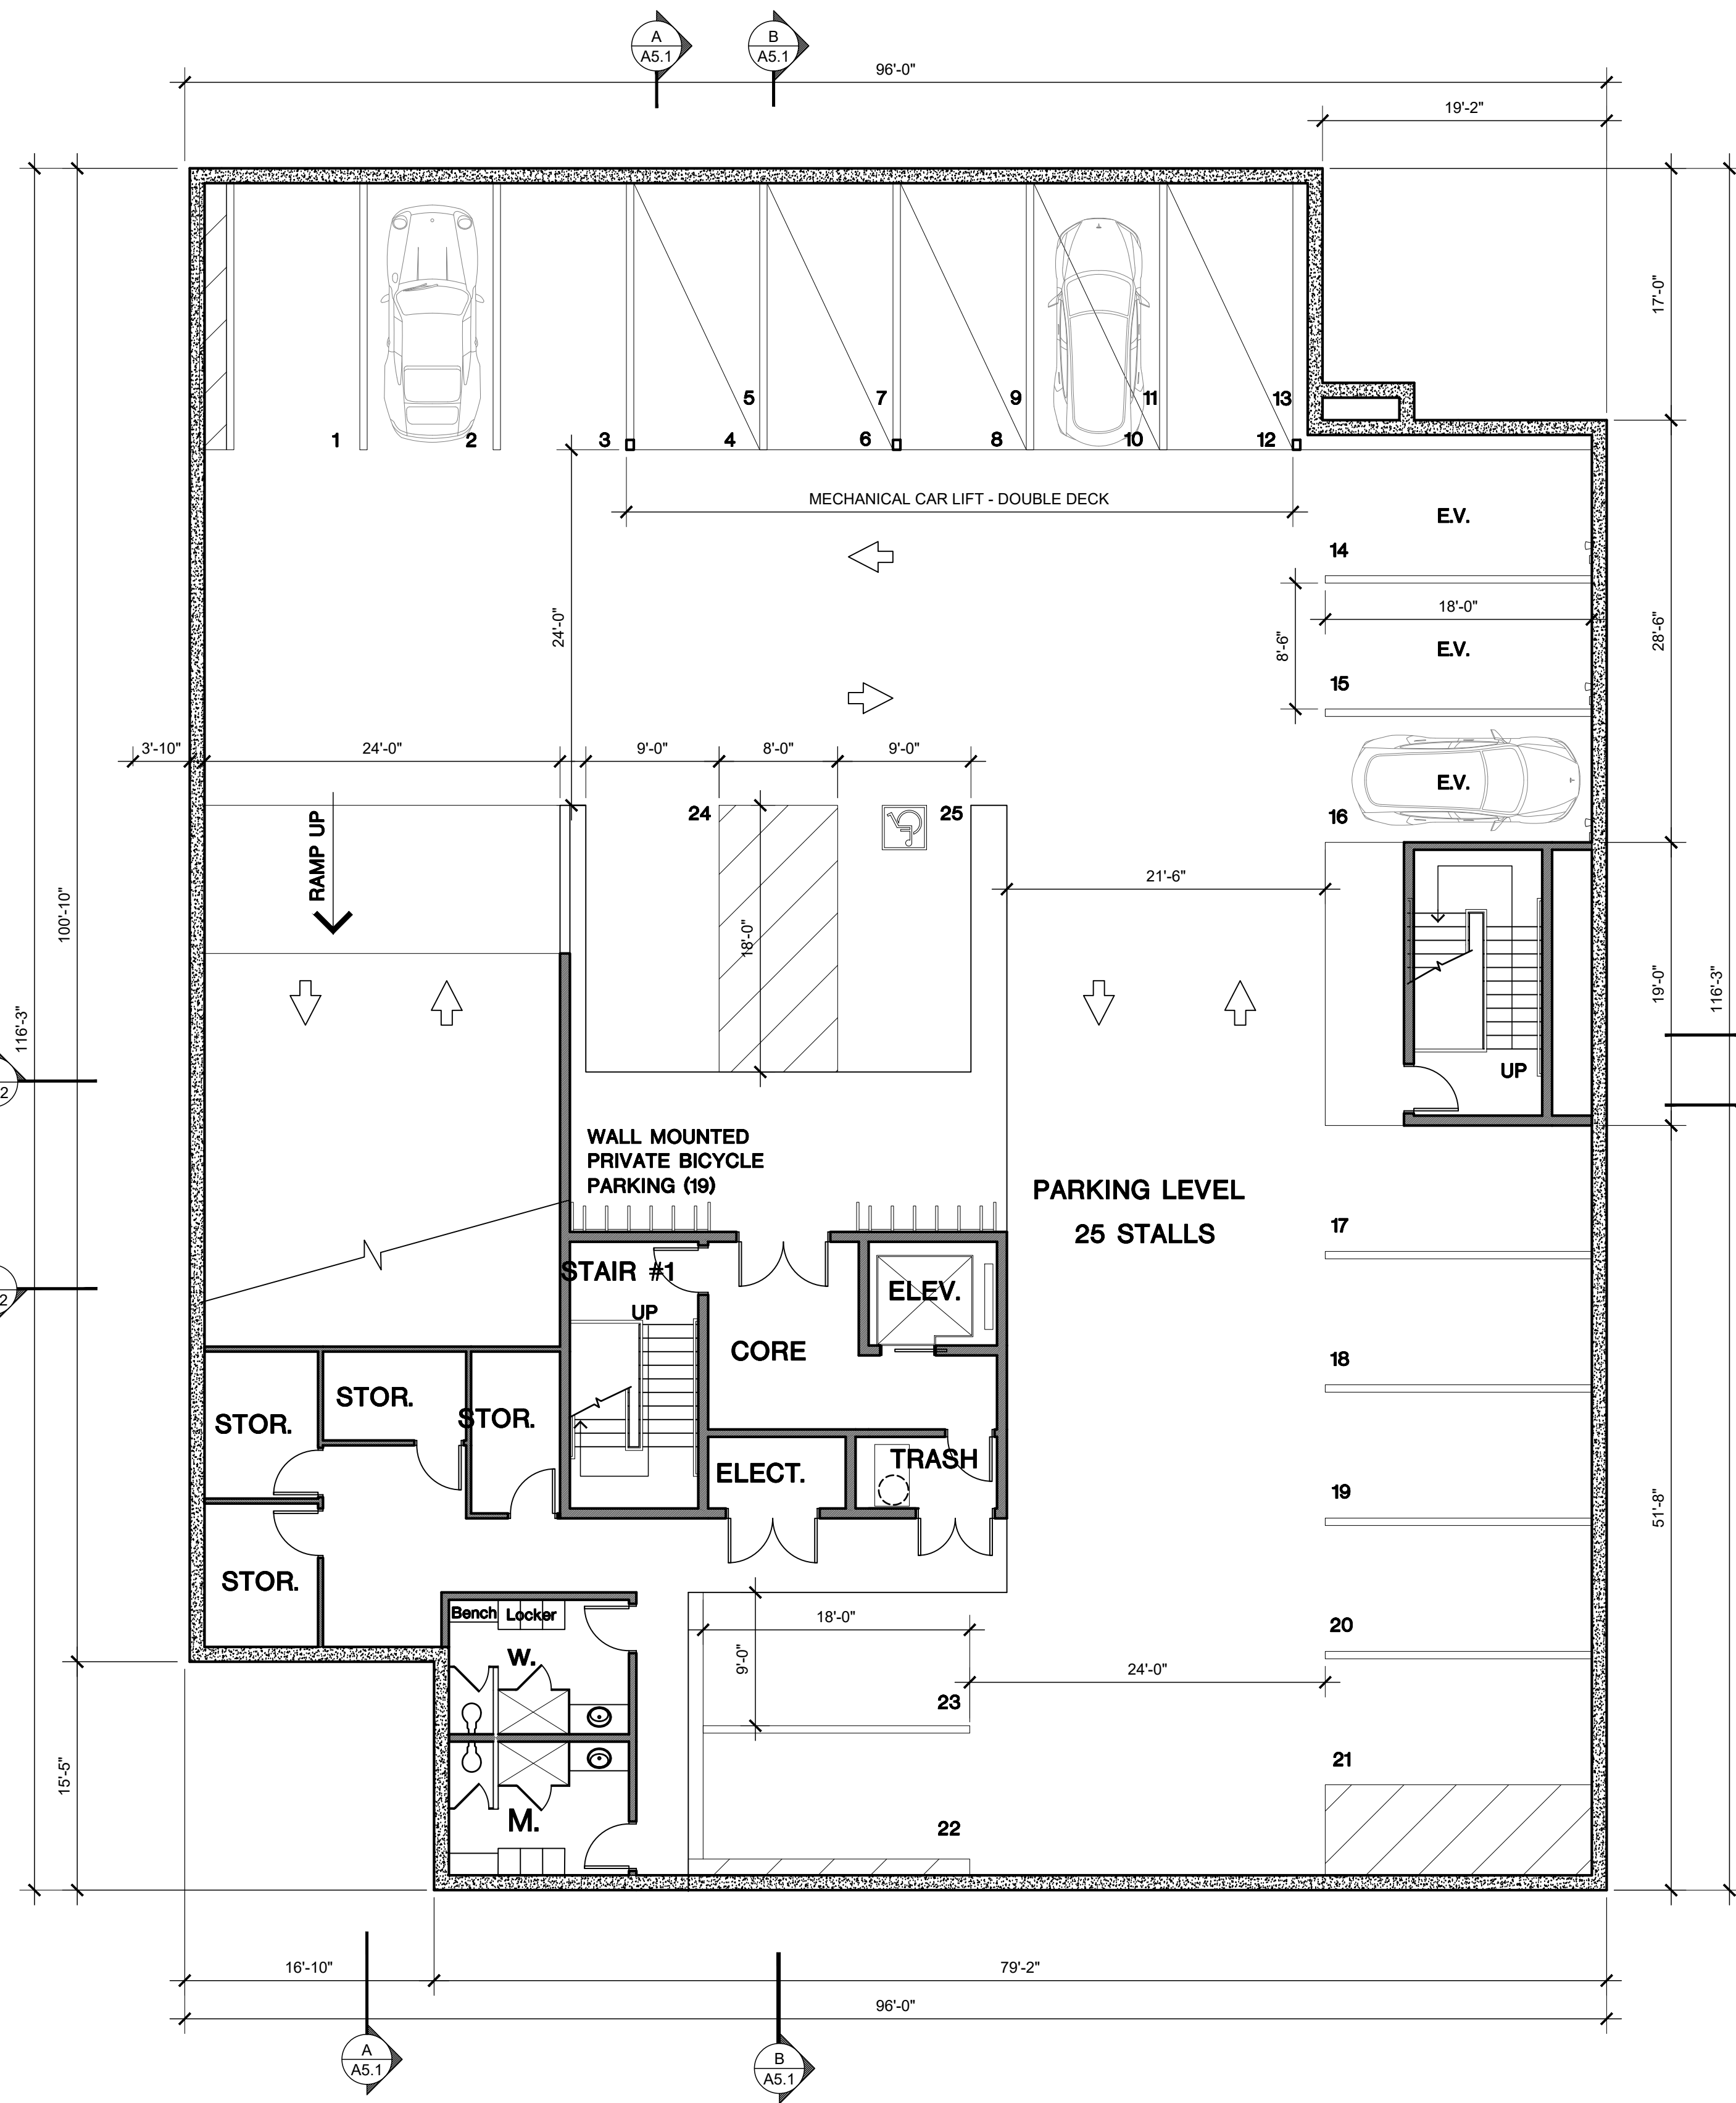 A
A5.1
B
A5.1
96'-0"
19'-2"
17'-0"
5
7
9
11
13
1
2
3
4
6
8
10
12
MECHANICAL CAR LIFT - DOUBLE DECK
E.V.
14
18'-0"
24'-0"
8'-6"
28'-6"
E.V.
15
3'-10"
24'-0"
9'-0"
8'-0"
9'-0"
E.V.
16
24
25
RAMP UP
21'-6"
100'-10"
18'-0"
19'-0"
116'-3"
116'-3"
UP
2
WALL MOUNTED
PRIVATE BICYCLE
PARKING (19)
PARKING LEVEL
25 STALLS
17
STAIR #1
ELEV.
2
UP
CORE
18
STOR.
STOR.
STOR.
ELECT.
TRASH
19
51'-8"
STOR.
Bench
Locker
18'-0"
20
W.
9'-0"
24'-0"
23
21
15'-5"
M.
22
16'-10"
79'-2"
96'-0"
A
A5.1
B
A5.1